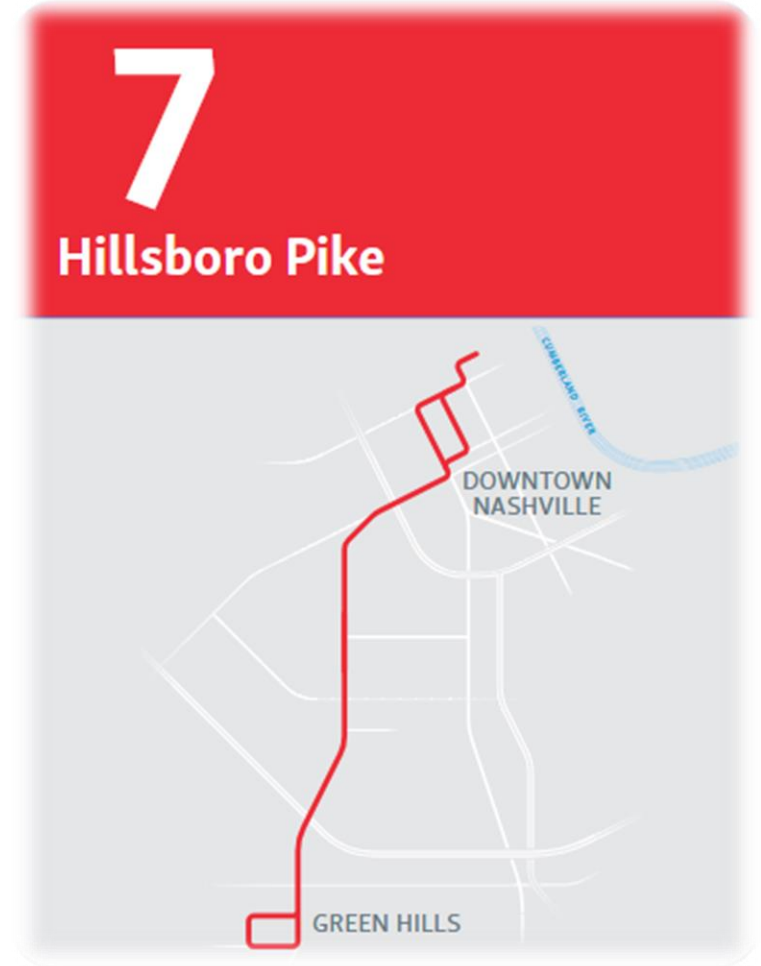 7
Hillsboro Pike
CUMBERLAND RIVER
DOWNTOWN
NASHVILLE
GREEN HILLS